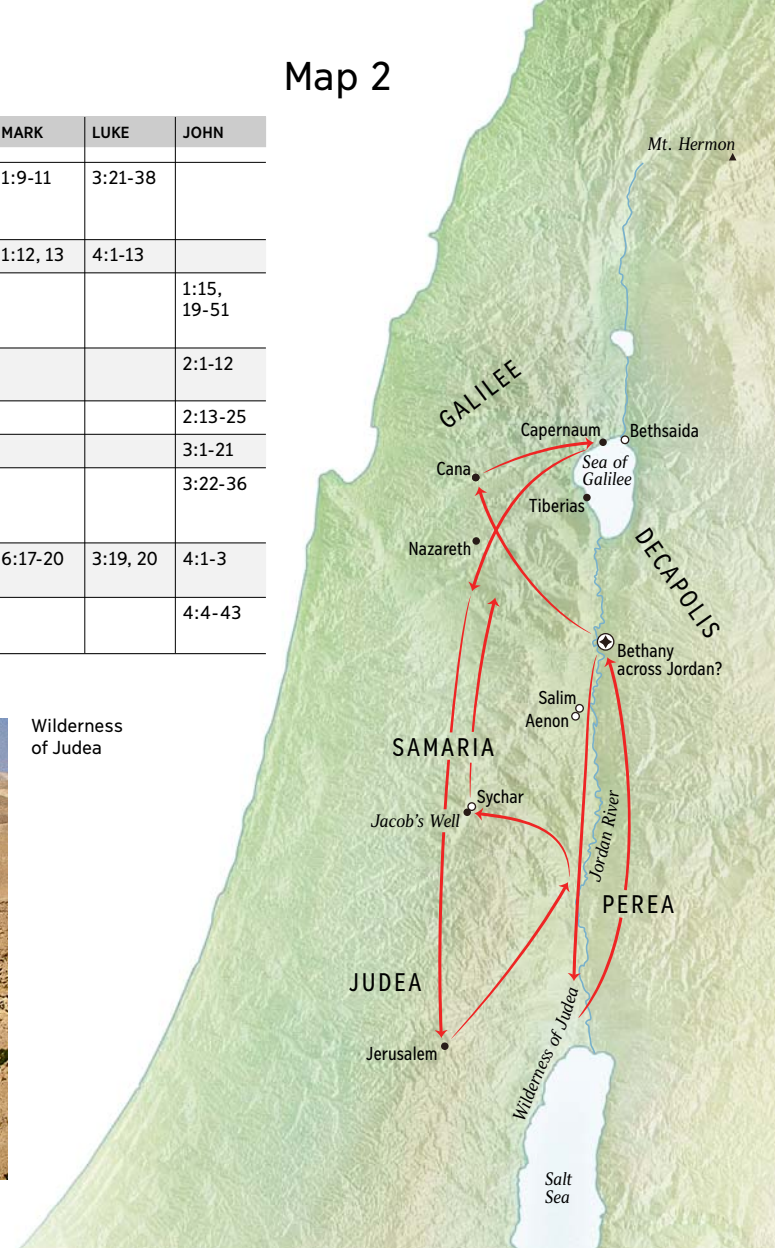 Map 2
MARK LUKE JOHN
1:9-11 3:21-38
1:12, 13 4:1-13
1:15,
19-51
2:1-12
2:13-25
3:1-21
3:22-36
6:17-20 3:19, 20 4:1-3
4:4-43
Wilderness
of Judea
Mt. Hermon
GALILEE
Capernaum
Bethsaida
Cana
Sea of
Galilee
Tiberias
Nazareth
DECAPOLIS
Bethany
across Jordan?
Salim
Aenon
SAMARIA
Sychar
Jacob’s Well
Jordan River
PEREA
JUDEA
Jerusalem
Wilderness of Judea
Salt
Sea